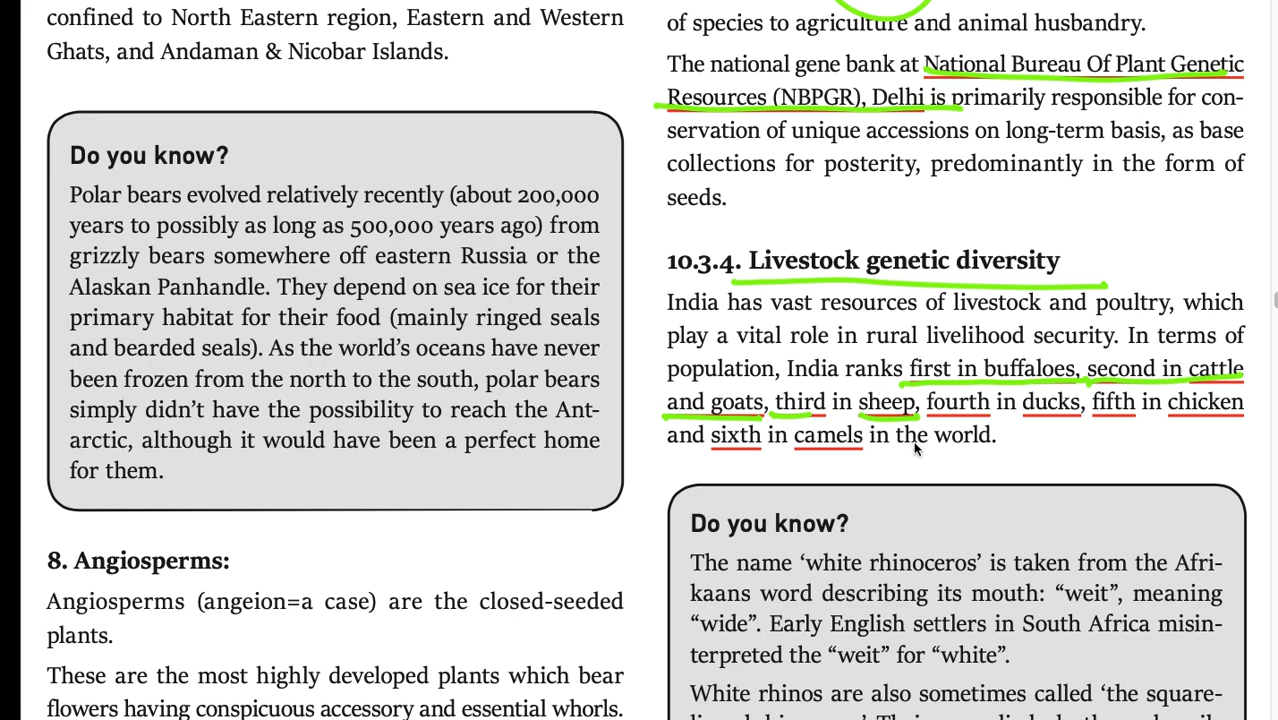 confined to North Eastern region, Eastern and Western
Ghats, and Andaman & Nicobar Islands.
Do you know?
Polar bears evolved relatively recently (about 200,000
years to possibly as long as 500,000 years ago) from
grizzly bears somewhere off eastern Russia or the
Alaskan Panhandle. They depend on sea ice for their
primary habitat for their food (mainly ringed seals
and bearded seals). As the world's oceans have never
been frozen from the north to the south, polar bears
simply didn't have the possibility to reach the Ant-
arctic, although it would have been a perfect home
for them.
8. Angiosperms:
Angiosperms (angeion=a case) are the closed-seeded
plants.
These are the most highly developed plants which bear
flowers having conspicuous accessory and essential whorls.
of species to agriculture and animal husbandry.
The national gene bank at National Bureau Of Plant Genetic
Resources (NBPGR), Delhi is primarily responsible for con-
servation of unique accessions on long-term basis, as base
collections for posterity, predominantly in the form of
seeds.
10.3.4. Livestock genetic diversity
India has vast resources of livestock and poultry, which
play a vital role in rural livelihood security. In terms of
population, India ranks first in buffaloes, second in cattle
and goats, third in sheep, fourth in ducks, fifth in chicken
and sixth in camels in the world.
Do you know?
The name ‘white rhinoceros’ is taken from the Afri-
kaans word describing its mouth: “weit”, meaning
“wide”. Early English settlers in South Africa misin-
terpreted the “weit” for “white”.
White rhinos are also sometimes called ‘the square-